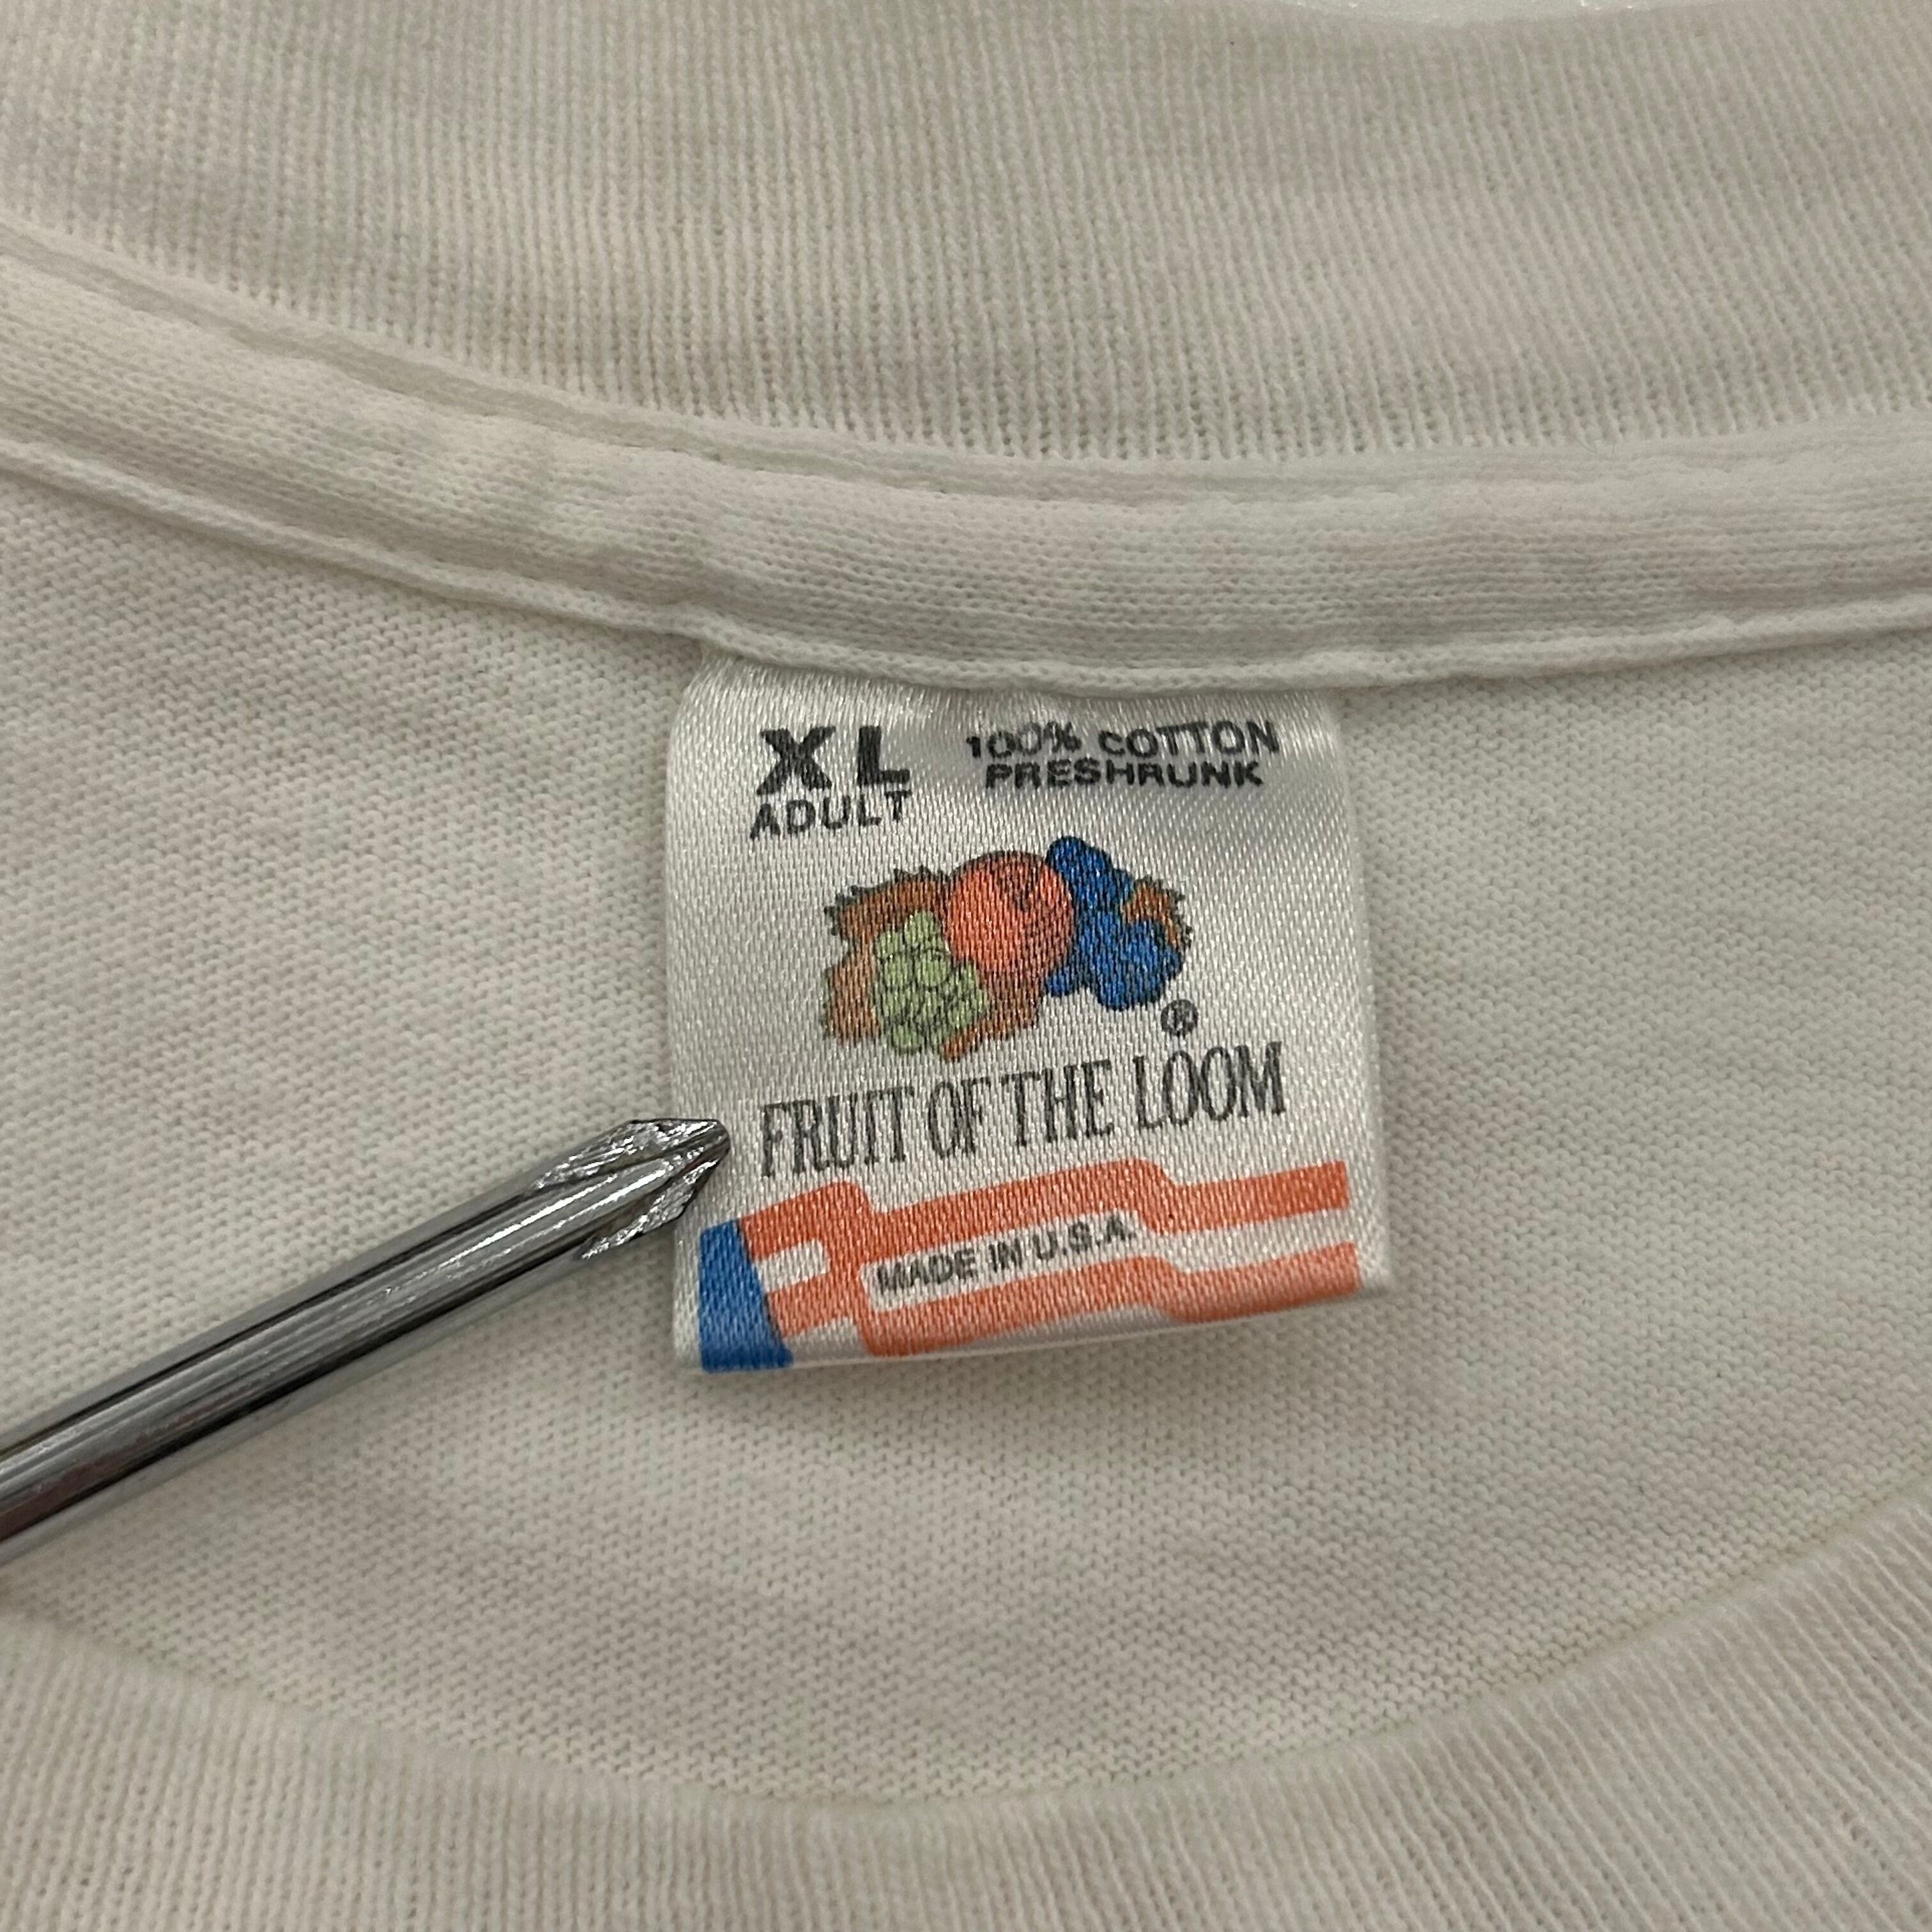 XL
ADULT
100% COTTON
PRESHRUNK
®
FRUIT OF THE LOOM
MADE IN U.S.A.